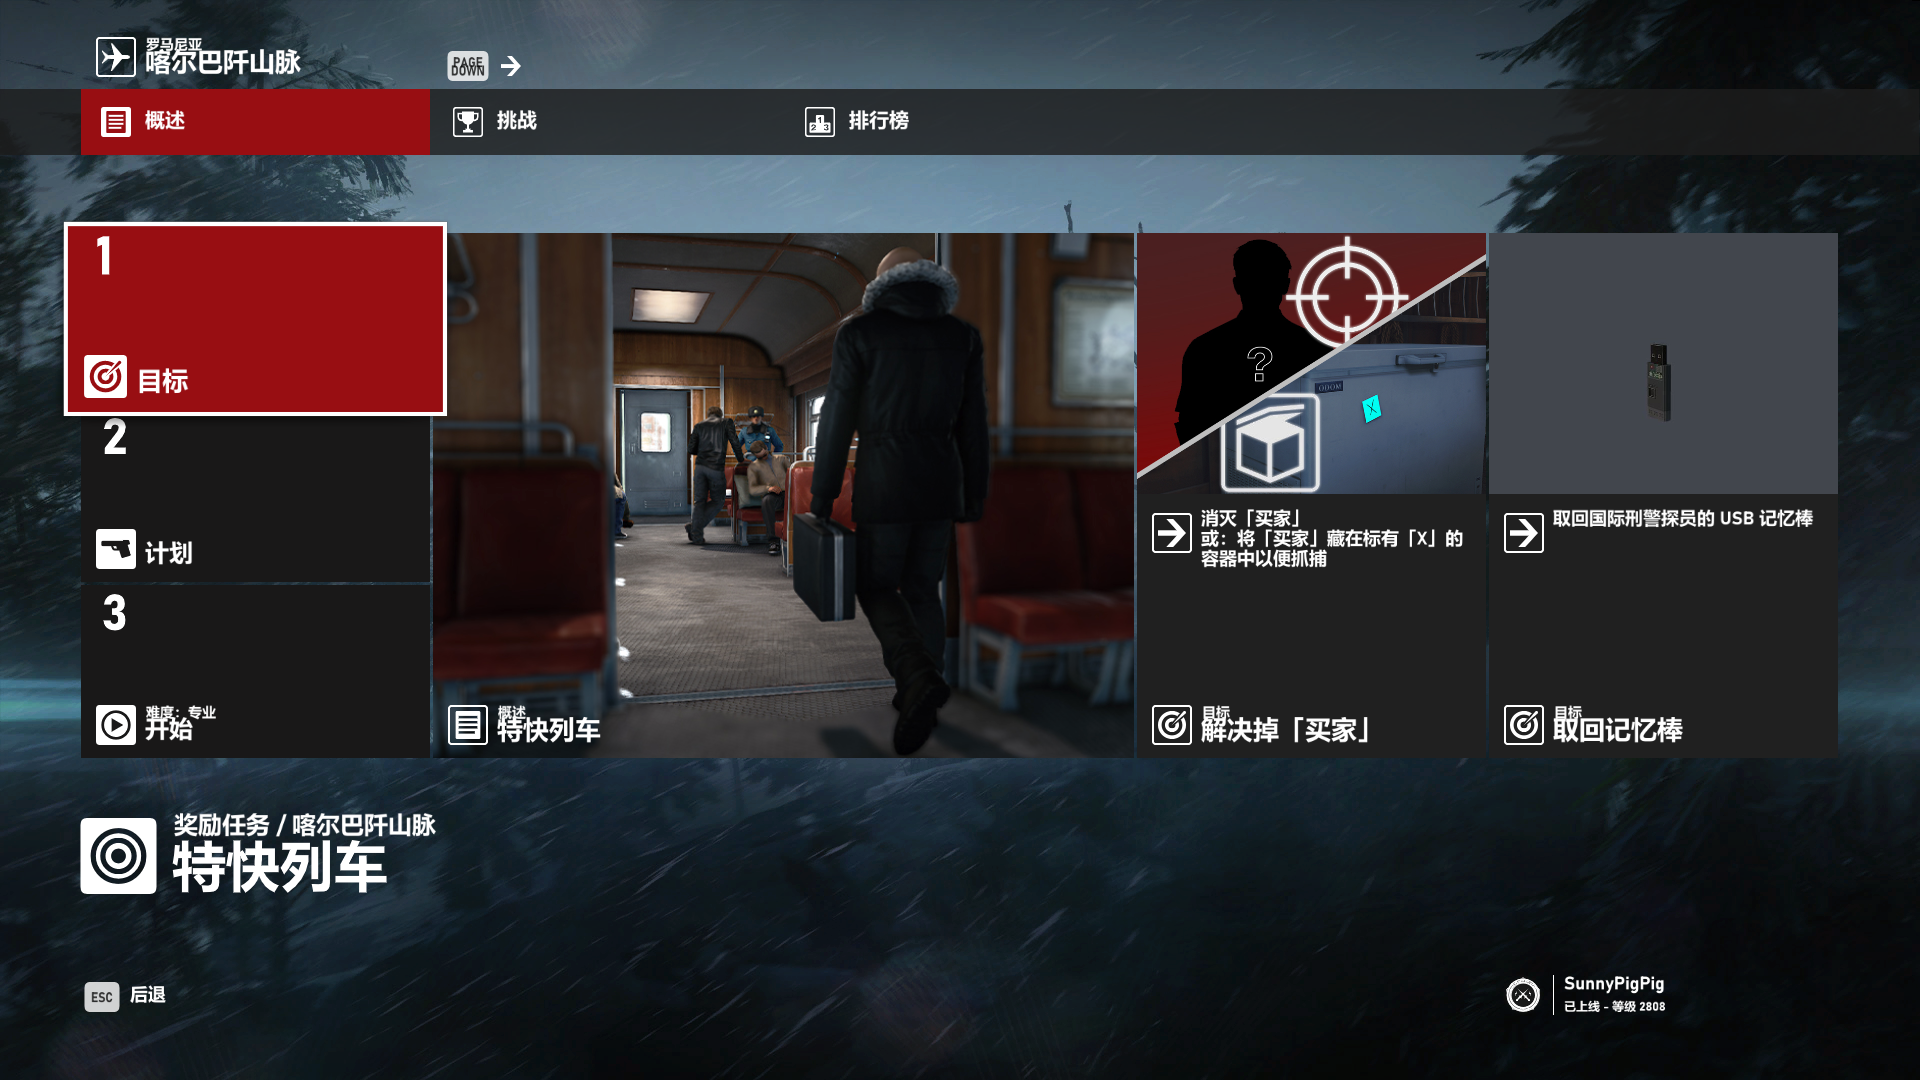 罗马尼亚
喀尔巴阡山脉
PAGE DOWN
概述
挑战
排行榜
1
目标
2
计划
3
难度：专业
开始
概述
特快列车
ODOM
X
?
消灭「买家」
或：将「买家」藏在标有「X」的
容器中以便抓捕
目标
解决掉「买家」
取回国际刑警探员的 USB 记忆棒
目标
取回记忆棒
奖励任务 / 喀尔巴阡山脉
特快列车
ESC 后退
SunnyPigPig
已上线 - 等级 2808